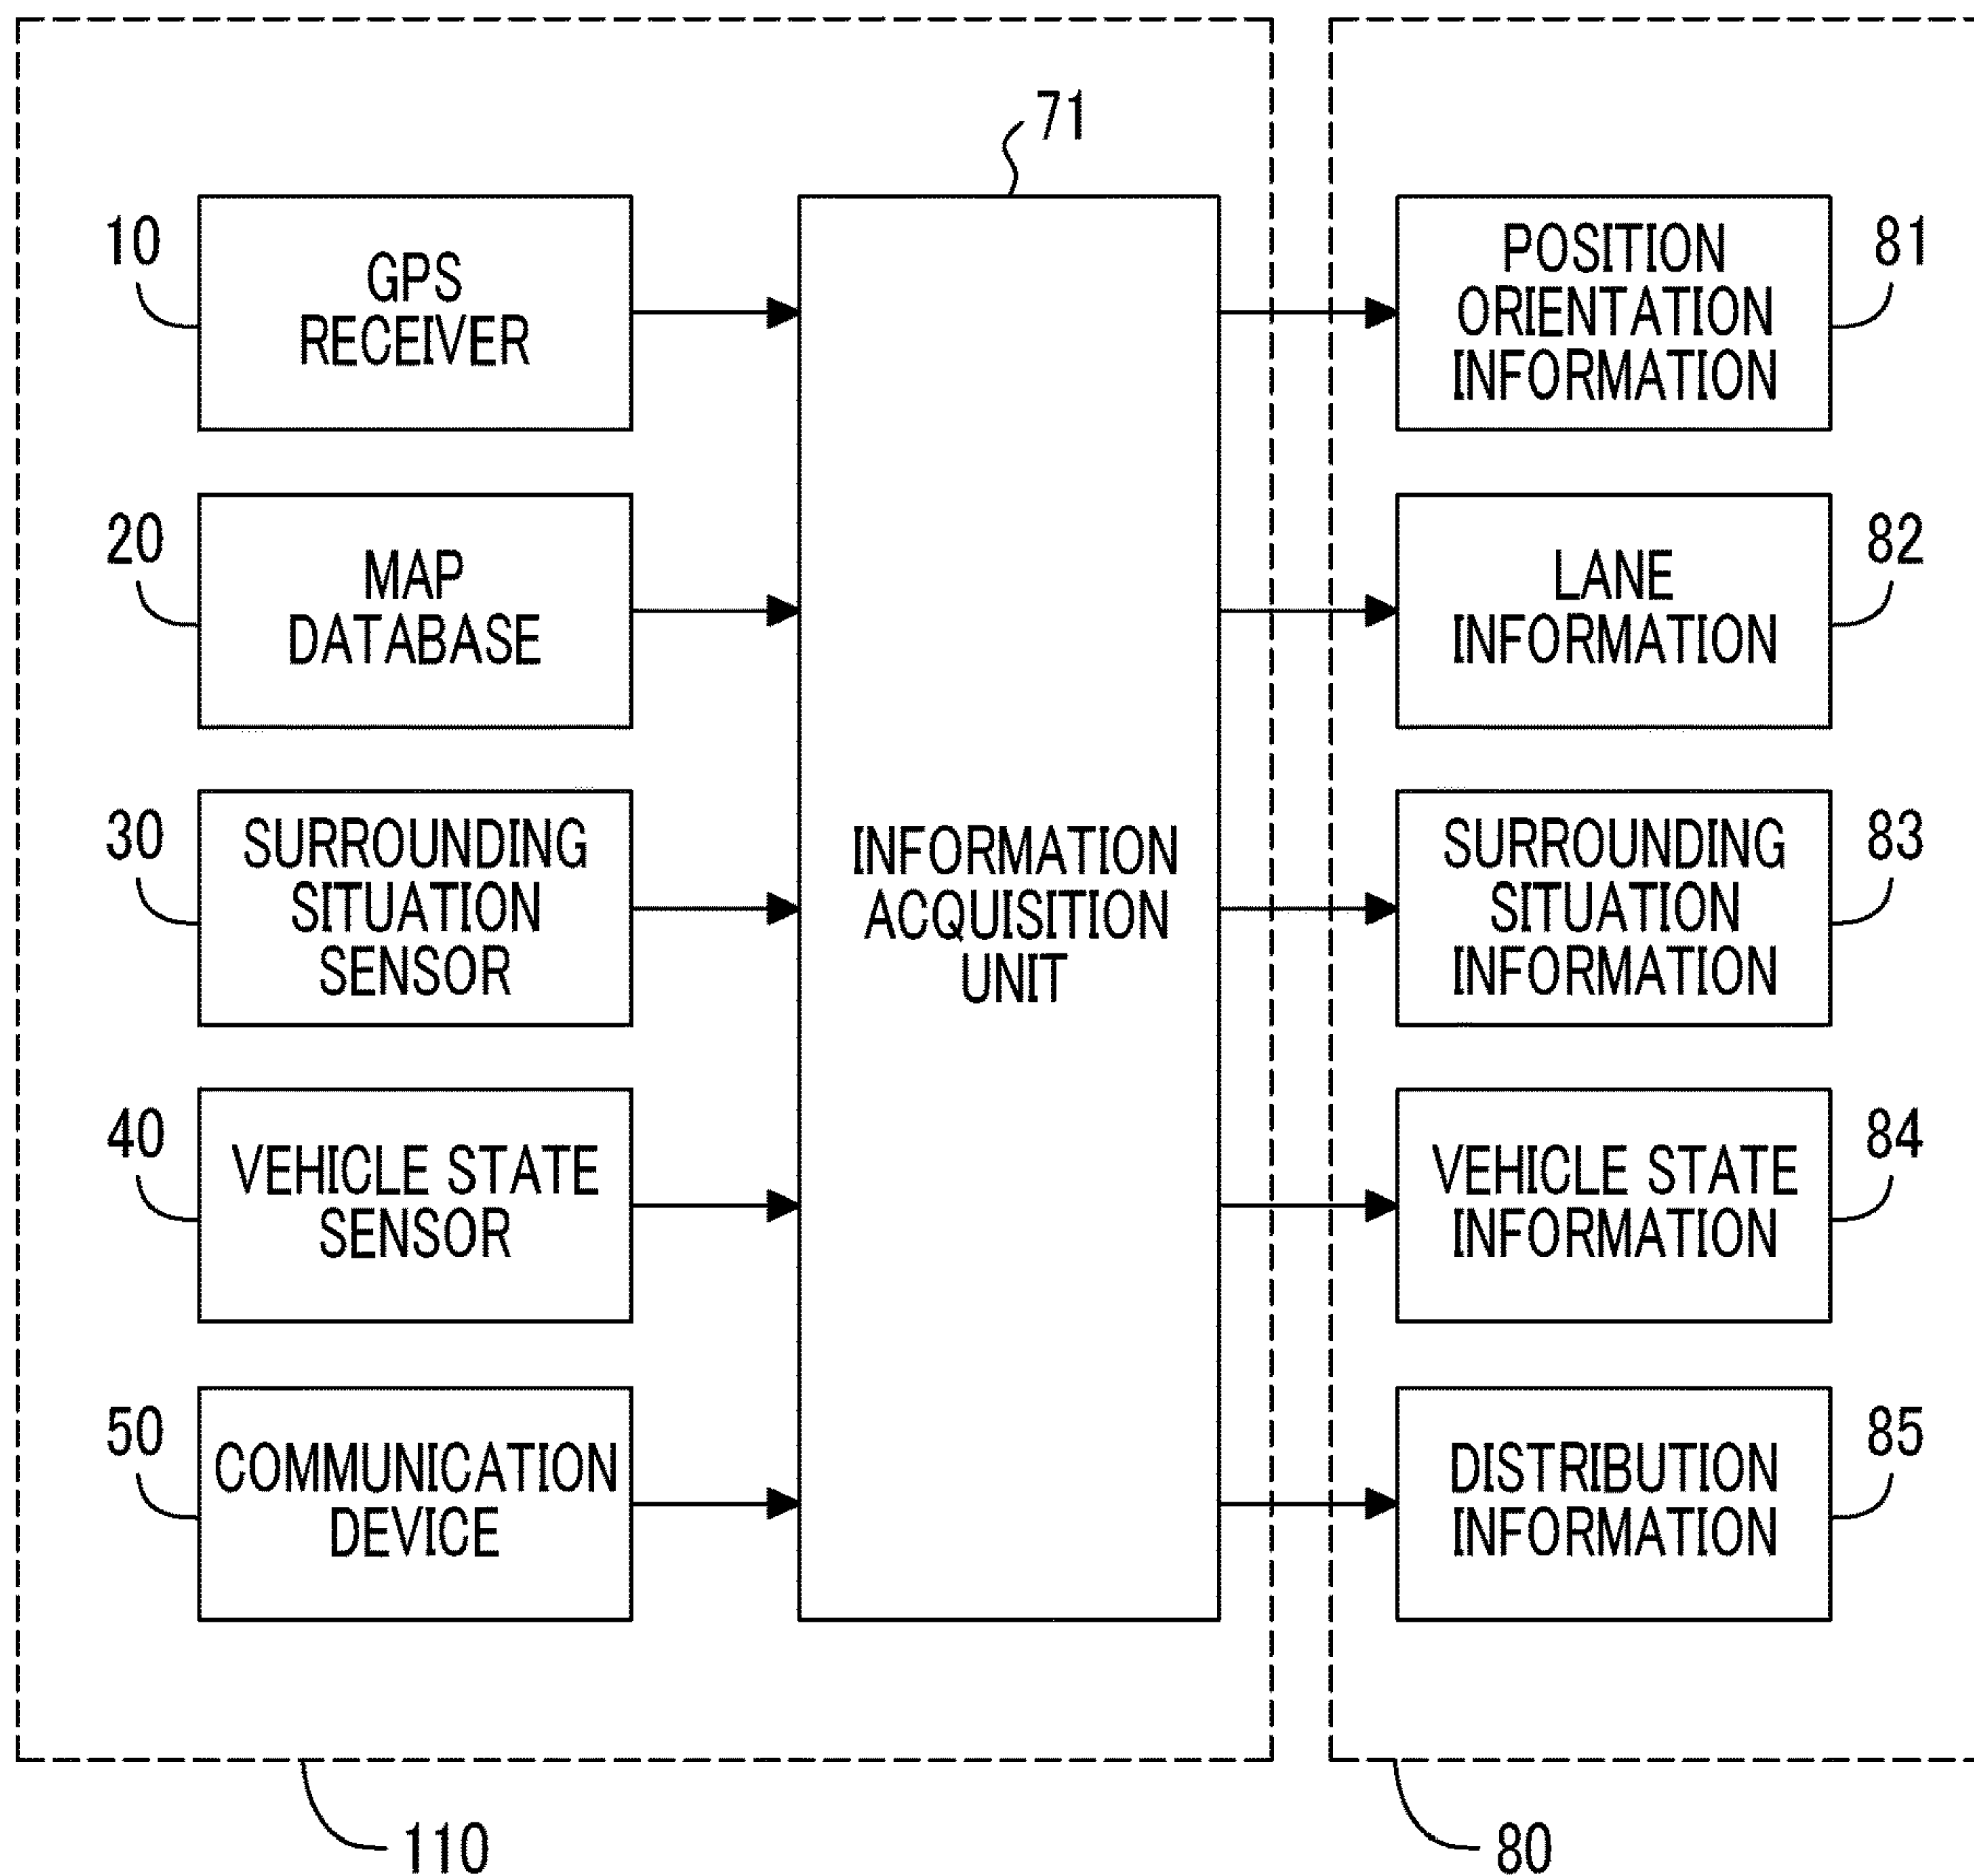 71
10
GPS
RECEIVER
POSITION
ORIENTATION
INFORMATION
81
20
MAP
DATABASE
LANE
INFORMATION
82
30
SURROUNDING
SITUATION
SENSOR
INFORMATION
ACQUISITION
UNIT
SURROUNDING
SITUATION
INFORMATION
83
40
VEHICLE STATE
SENSOR
VEHICLE STATE
INFORMATION
84
50
COMMUNICATION
DEVICE
DISTRIBUTION
INFORMATION
85
110
80